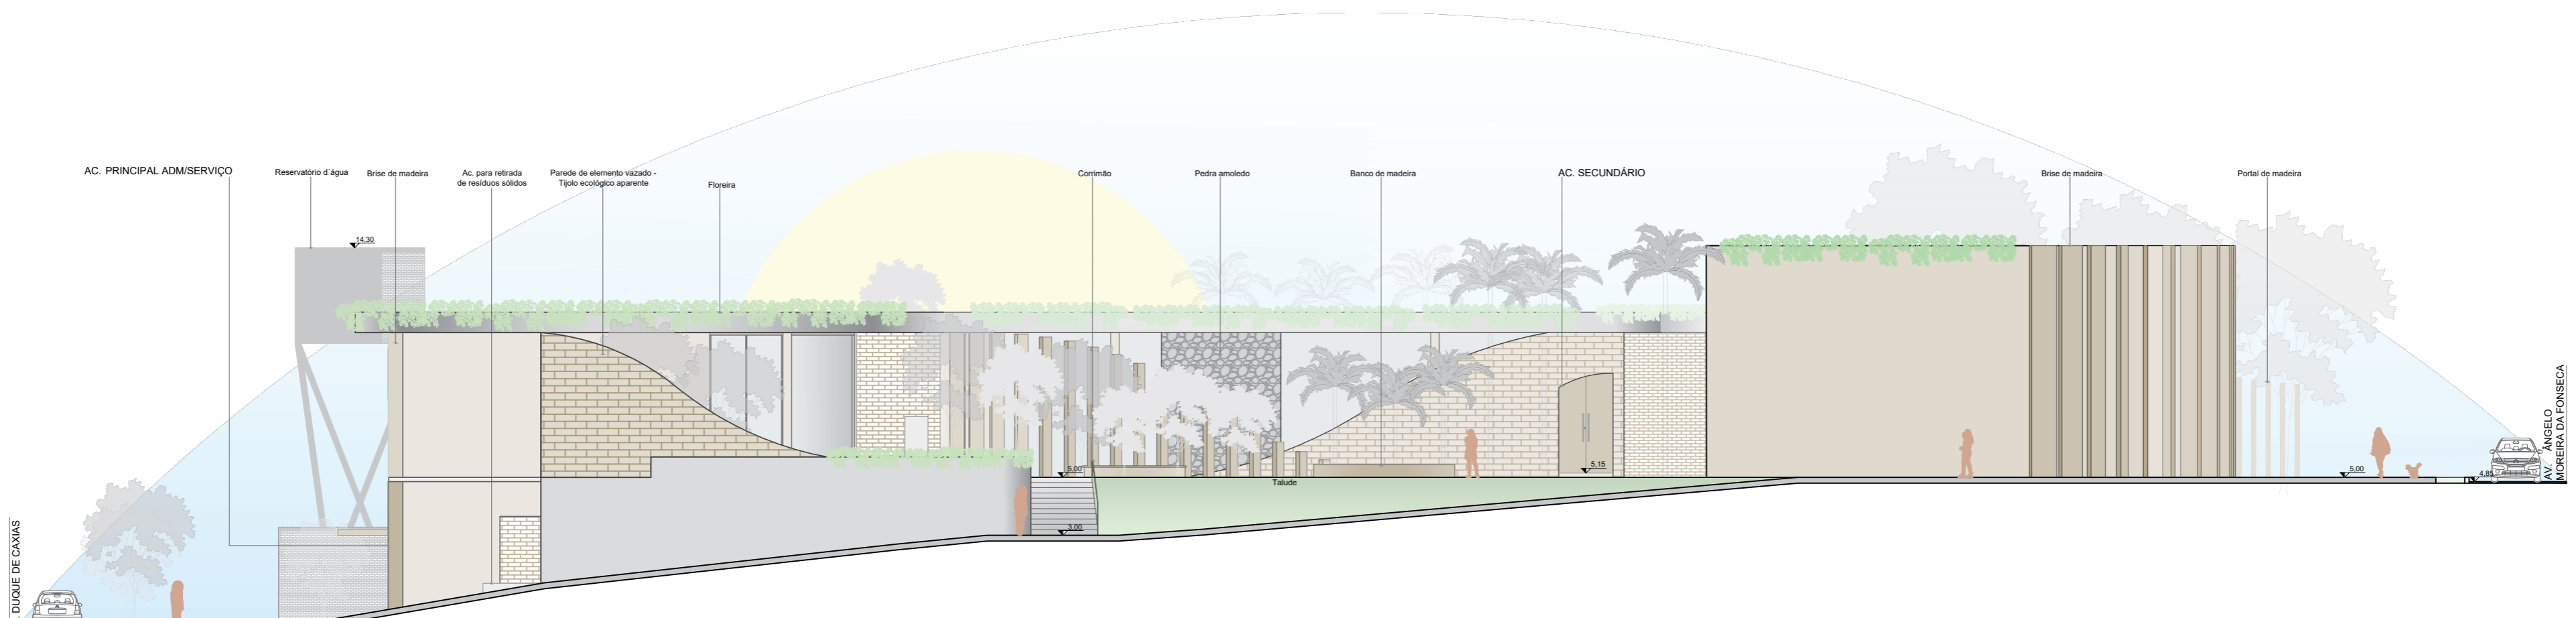 AC. PRINCIPAL ADM/SERVIÇO
Reservatório d´água
Brise de madeira
Ac. para retirada
de resíduos sólidos
Parede de elemento vazado -
Tijolo ecológico aparente
Floreira
Corrimão
Pedra amoledo
Banco de madeira
AC. SECUNDÁRIO
Brise de madeira
Portal de madeira
14,30
5,00
5,15
Talude
3,00
5,00
4,85
DUQUE DE CAXIAS
AV. ÂNGELO
MOREIRA DA FONSECA